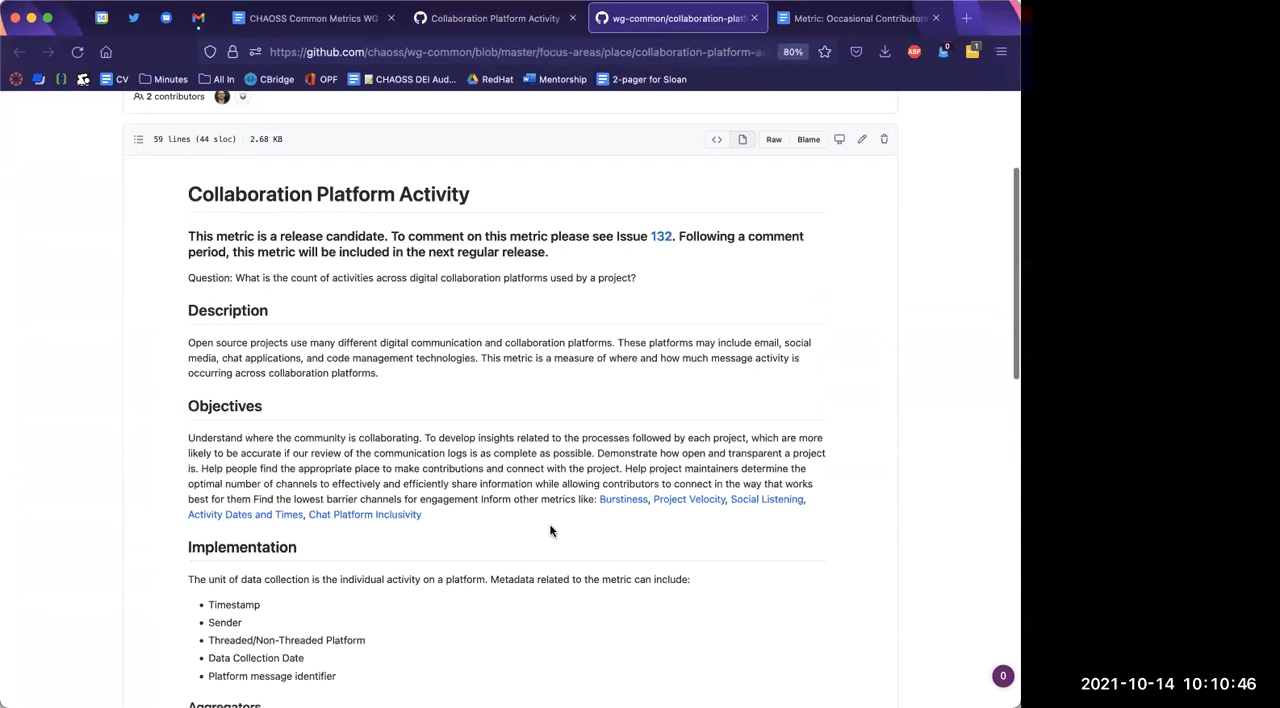 CHAOSS Common Metrics WG
Collaboration Platform Activity
wg-common/collaboration-platf
Metric: Occasional Contributors
https://github.com/chaoss/wg-common/blob/master/focus-areas/place/collaboration-platform-a
80%
ABP
0
1
CV
Minutes
All In
CBridge
OPF
CHAOSS DEI Aud...
RedHat
Mentorship
2-pager for Sloan
2 contributors
59 lines (44 sloc)
2.68 KB
Raw
Blame
Collaboration Platform Activity
This metric is a release candidate. To comment on this metric please see Issue 132. Following a comment
period, this metric will be included in the next regular release.
Question: What is the count of activities across digital collaboration platforms used by a project?
Description
Open source projects use many different digital communication and collaboration platforms. These platforms may include email, social
media, chat applications, and code management technologies. This metric is a measure of where and how much message activity is
occurring across collaboration platforms.
Objectives
Understand where the community is collaborating. To develop insights related to the processes followed by each project, which are more
likely to be accurate if our review of the communication logs is as complete as possible. Demonstrate how open and transparent a project
is. Help people find the appropriate place to make contributions and connect with the project. Help project maintainers determine the
optimal number of channels to effectively and efficiently share information while allowing contributors to connect in the way that works
best for them Find the lowest barrier channels for engagement Inform other metrics like: Burstiness, Project Velocity, Social Listening,
Activity Dates and Times, Chat Platform Inclusivity
Implementation
The unit of data collection is the individual activity on a platform. Metadata related to the metric can include:
• Timestamp
• Sender
• Threaded/Non-Threaded Platform
• Data Collection Date
• Platform message identifier
Aggregators
0
2021-10-14 10:10:46